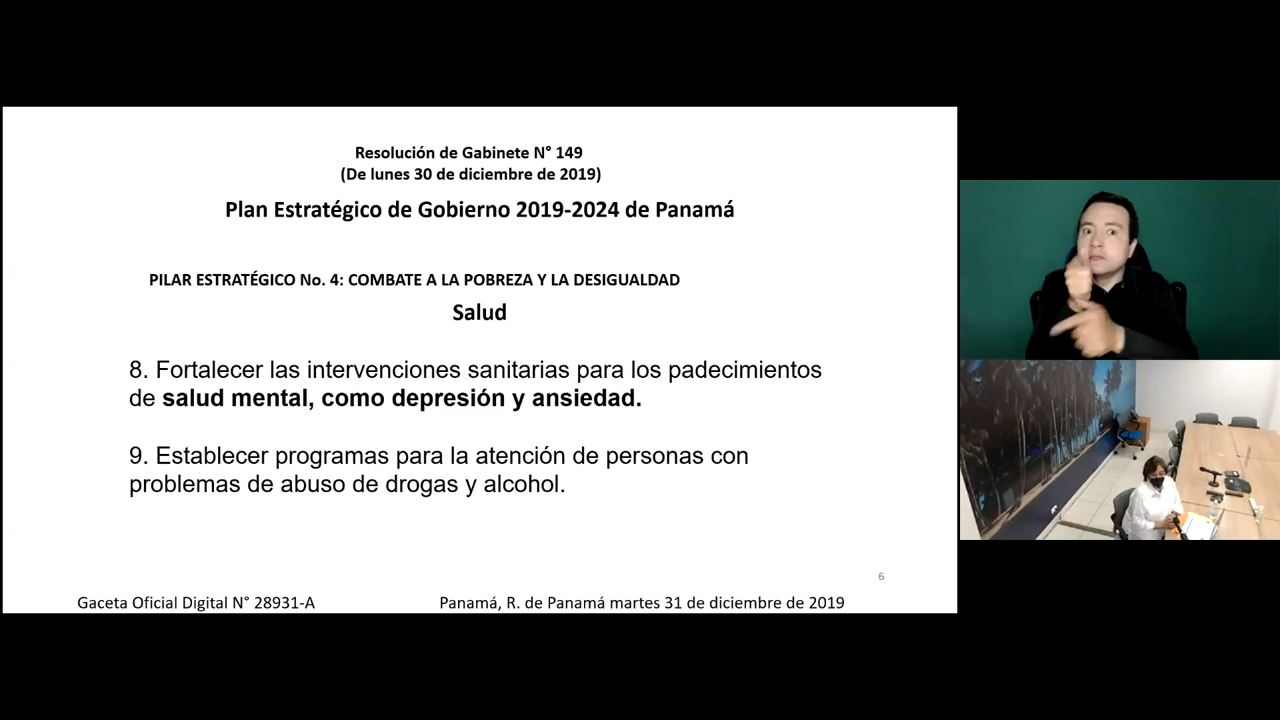 Resolución de Gabinete N° 149
(De lunes 30 de diciembre de 2019)
Plan Estratégico de Gobierno 2019-2024 de Panamá
PILAR ESTRATÉGICO No. 4: COMBATE A LA POBREZA Y LA DESIGUALDAD
Salud
8. Fortalecer las intervenciones sanitarias para los padecimientos
de salud mental, como depresión y ansiedad.
9. Establecer programas para la atención de personas con
problemas de abuso de drogas y alcohol.
6
Gaceta Oficial Digital N° 28931-A
Panamá, R. de Panamá martes 31 de diciembre de 2019